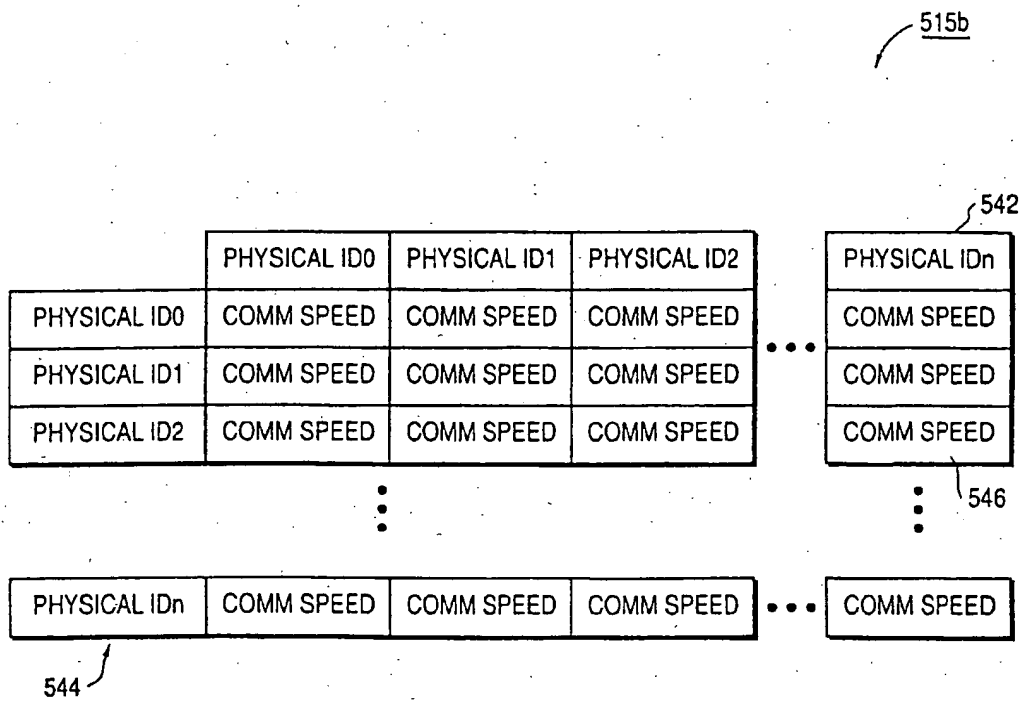 515b
542
PHYSICAL ID0 PHYSICAL ID1 PHYSICAL ID2 PHYSICAL IDn
PHYSICAL ID0 COMM SPEED COMM SPEED COMM SPEED COMM SPEED
PHYSICAL ID1 COMM SPEED COMM SPEED COMM SPEED COMM SPEED
PHYSICAL ID2 COMM SPEED COMM SPEED COMM SPEED COMM SPEED
546
PHYSICAL IDn COMM SPEED COMM SPEED COMM SPEED COMM SPEED
544